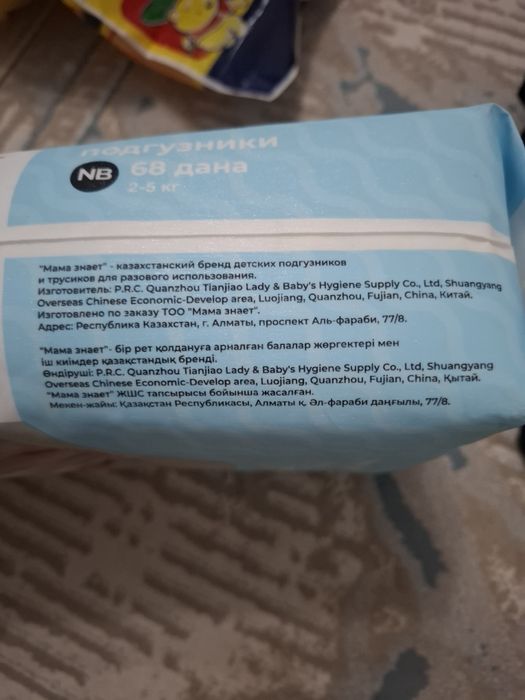 подгузники
NB 68 дана
2-5 кг
"Мама знает" - казахстанский бренд детских подгузников
и трусиков для разового использования.
Изготовитель: P.R.C. Quanzhou Tianjiao Lady & Baby's Hygiene Supply Co., Ltd, Shuangyang
Overseas Chinese Economic-Develop area, Luojiang, Quanzhou, Fujian, China, Китай.
Изготовлено по заказу ТОО "Мама знает".
Адрес: Республика Казахстан, г. Алматы, проспект Аль-фараби, 77/8.
"Мама знает"- бір рет қолдануға арналған балалар жөргектері мен
іш киімдер қазақстандық бренді.
Өндіруші: P.R.C. Quanzhou Tianjiao Lady & Baby's Hygiene Supply Co., Ltd, Shuangyang
Overseas Chinese Economic-Develop area, Luojiang, Quanzhou, Fujian, China, Қытай.
"Мама знает" ЖШС тапсырысы бойынша жасалған.
Мекен-жайы: Қазақстан Республикасы, Алматы қ. Әл-фараби даңғылы, 77/8.